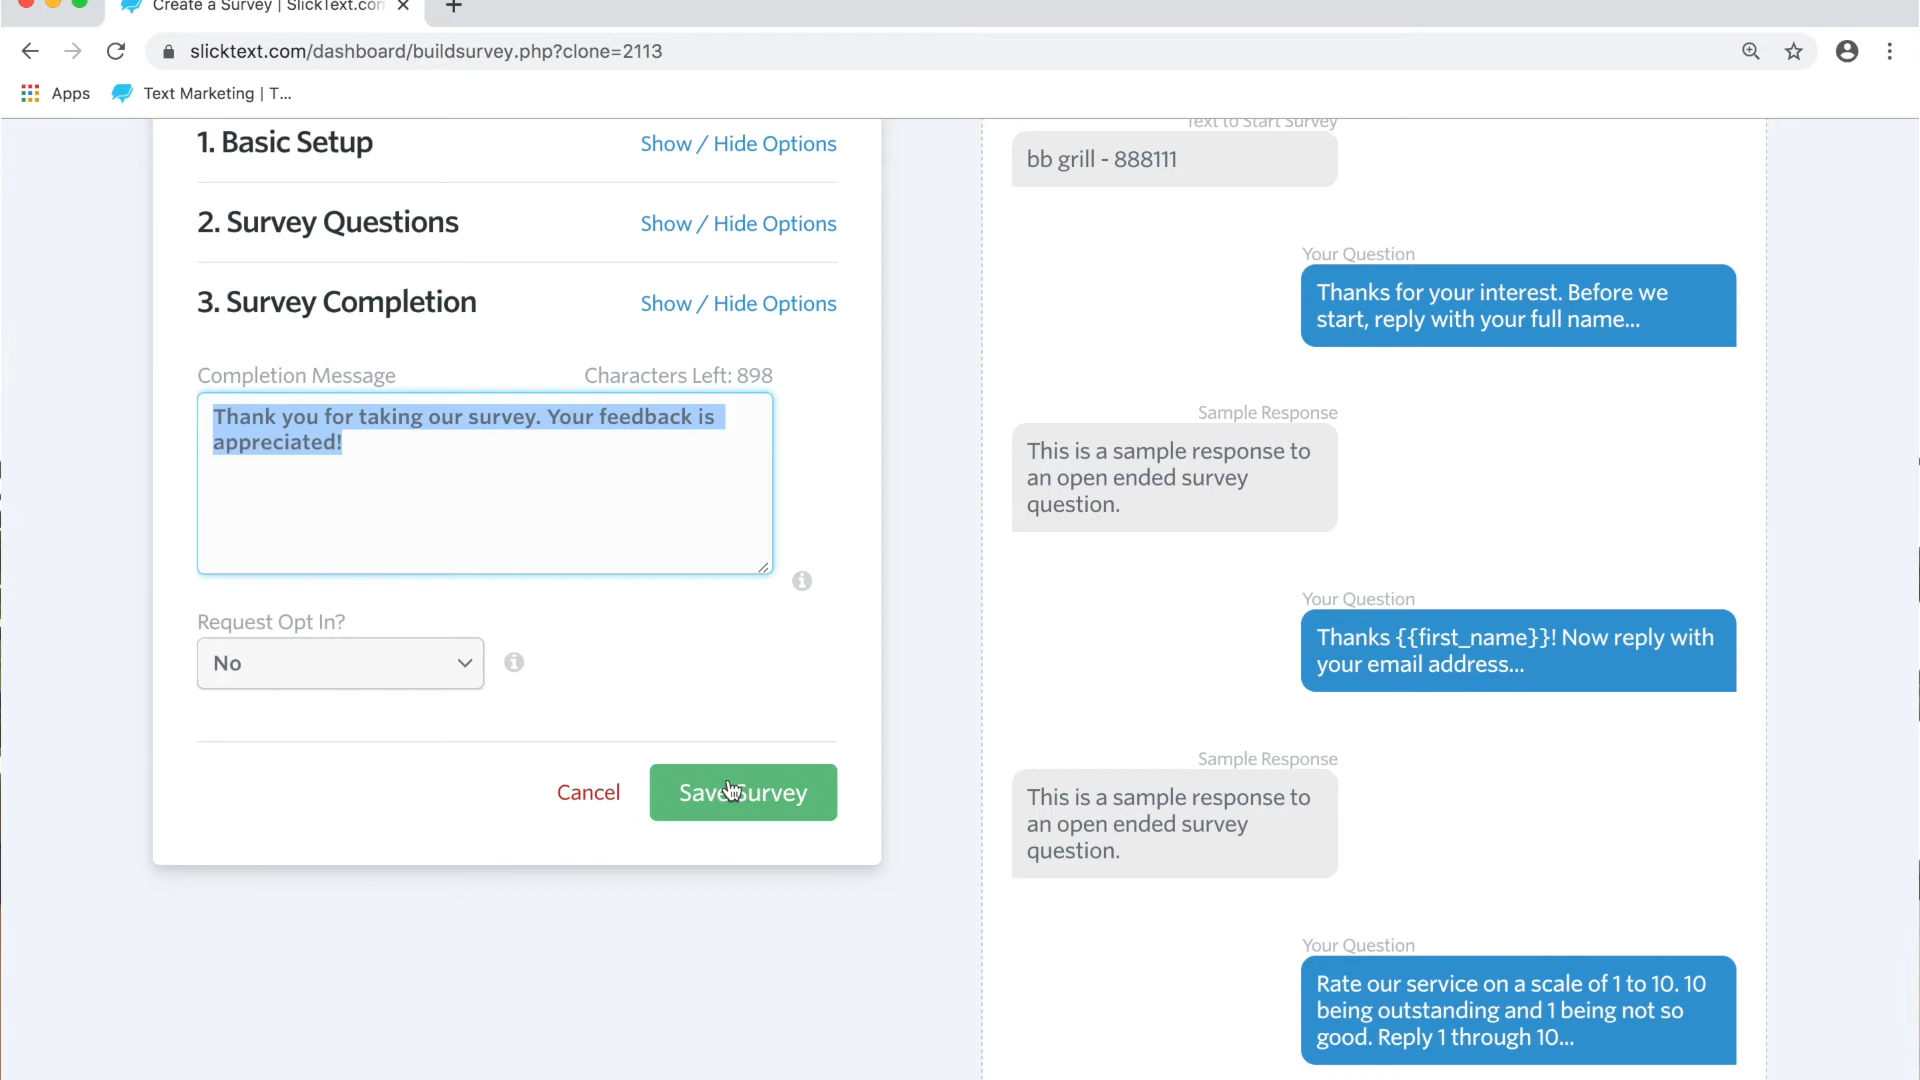 Create a Survey | SlickText.com
slicktext.com/dashboard/buildsurvey.php?clone=2113
Apps
Text Marketing | T...
1. Basic Setup
Show / Hide Options
2. Survey Questions
Show / Hide Options
3. Survey Completion
Show / Hide Options
Completion Message
Characters Left: 898
Thank you for taking our survey. Your feedback is
appreciated!
Request Opt In?
No
Cancel
Save Survey
Text to Start Survey
bb grill - 888111
Your Question
Thanks for your interest. Before we
start, reply with your full name...
Sample Response
This is a sample response to
an open ended survey
question.
Your Question
Thanks {{first_name}}! Now reply with
your email address...
Sample Response
This is a sample response to
an open ended survey
question.
Your Question
Rate our service on a scale of 1 to 10. 10
being outstanding and 1 being not so
good. Reply 1 through 10...